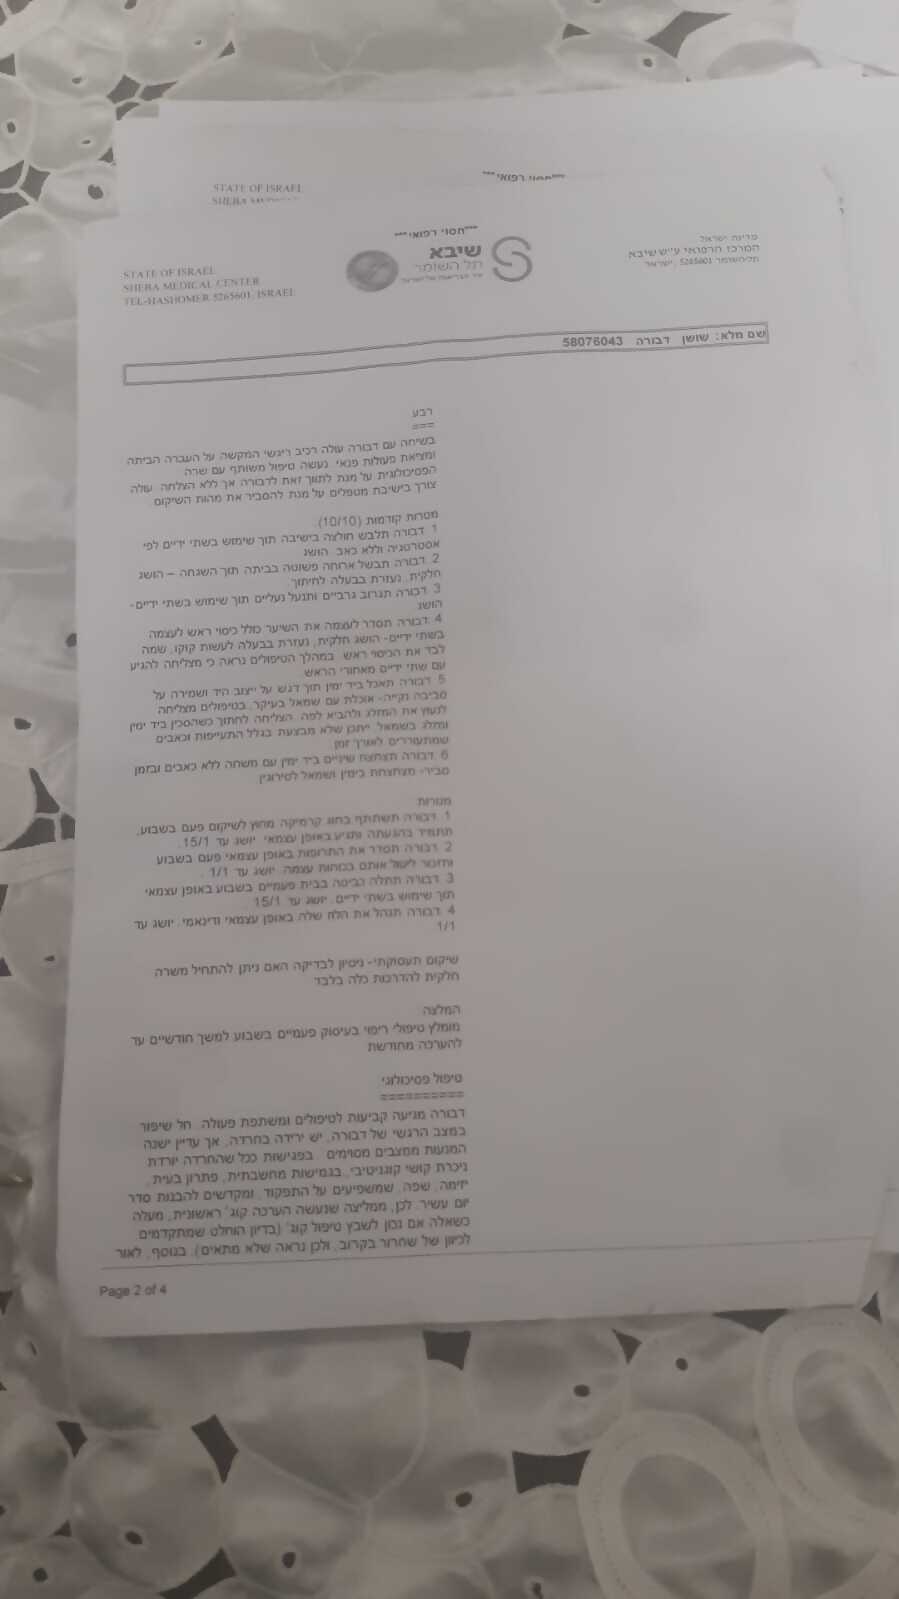 ***חסוי רפואי***
STATE OF ISRAEL
***חסוי רפואי***
STATE OF ISRAEL
SHEBA MEDICAL CENTER
TEL-HASHOMER 5265601, ISRAEL
שיבא
תל השומר
מדינת ישראל
המרכז הרפואי ע״ש שיבא
תל-השומר 5265601, ישראל
שם מלא: שושן דבורה 58076043
רבע
===
בשיחה עם דבורה עולה רכיב ריגשי המקשה על העברה הביתה
ומציאת פעולות פנאי. נעשה טיפול משותף עם שרה
הפסיכולוגית על מנת לתווך זאת לדבורה אך ללא הצלחה. עולה
צורך בישיבת מטפלים על מנת להסביר את מהות השיקום.
מטרות קודמות (10/10):
1. דבורה תלבש חולצה בישיבה תוך שימוש בשתי ידיים לפי
אסטרטגיה וללא כאב. הושג
2. דבורה תבשל ארוחה פשוטה בביתה תוך השגחה – הושג
חלקית, נעזרת בבעלה לחיתוך.
3. דבורה תגרוב גרביים ותנעל נעליים תוך שימוש בשתי ידיים-
הושג
4. דבורה תסדר לעצמה את השיער כולל כיסוי ראש לעצמה
בשתי ידיים- הושג חלקית, נעזרת בבעלה לעשות קוקו, שמה
לבד את הכיסוי ראש. במהלך הטיפולים נראה כי מצליחה להגיע
עם שתי ידיים מאחורי הראש.
5. דבורה תאכל ביד ימין תוך דגש על ייצוב היד ושמירה על
סביבה נקייה- אוכלת עם שמאל בעיקר. בטיפולים מצליחה
לנעוץ את המזלג ולהביא לפה. הצליחה לחתוך כשהסכין ביד ימין
ומזלג בשמאל. ייתכן שלא מבצעת בגלל התעייפות וכאבים
שמתעוררים לאורך זמן.
6. דבורה תצחצח שיניים ביד ימין עם משחה ללא כאבים ובזמן
סביר- מצחצחת בימין ושמאל לסירוגין
מטרות
1. דבורה תשתתף בחוג קרמיקה מחוץ לשיקום פעם בשבוע,
תתמיד בהגעתה ותגיע באופן עצמאי. יושג עד 15/1.
2. דבורה תסדר את התרופות באופן עצמאי פעם בשבוע
ותזכור ליטול אותם בכוחות עצמה. יושג עד 1/1.
3. דבורה תתלה כביסה בבית פעמיים בשבוע באופן עצמאי
תוך שימוש בשתי ידיים. יושג עד 15/1
4. דבורה תנהל את הלוז שלה באופן עצמאי ודינאמי. יושג עד
1/1
שיקום תעסוקתי- ניסיון לבדיקה האם ניתן להתחיל משרה
חלקית להדרכות כלה בלבד
המלצה
מומלץ טיפולי ריפוי בעיסוק פעמיים בשבוע למשך חודשיים עד
להערכה מחודשת
טיפול פסיכולוגי
==========
דבורה מגיעה קביעות לטיפולים ומשתפת פעולה. חל שיפור
במצב הרגשי של דבורה, יש ירידה בחרדה, אך עדיין ישנה
המנעות ממצבים מסוימים. בפגישות ככל שהחרדה יורדת
ניכרת קושי קוגניטיבי, בגמישות מחשבתית, פתרון בעית,
יזימה, שפה, שמשפיעים על התפקוד, ומקדשים להבנות סדר
יום עשיר. לכן, ממליצה שנעשה הערכה קוג' ראשונית, מעלה
כשאלה אם נכון לשבץ טיפול קוג' (בדיון הוחלט שמתקדמים
לכיוון של שחרור בקרוב, ולכן נראה שלא מתאים). בנוסף, לאור
Page 2 of 4